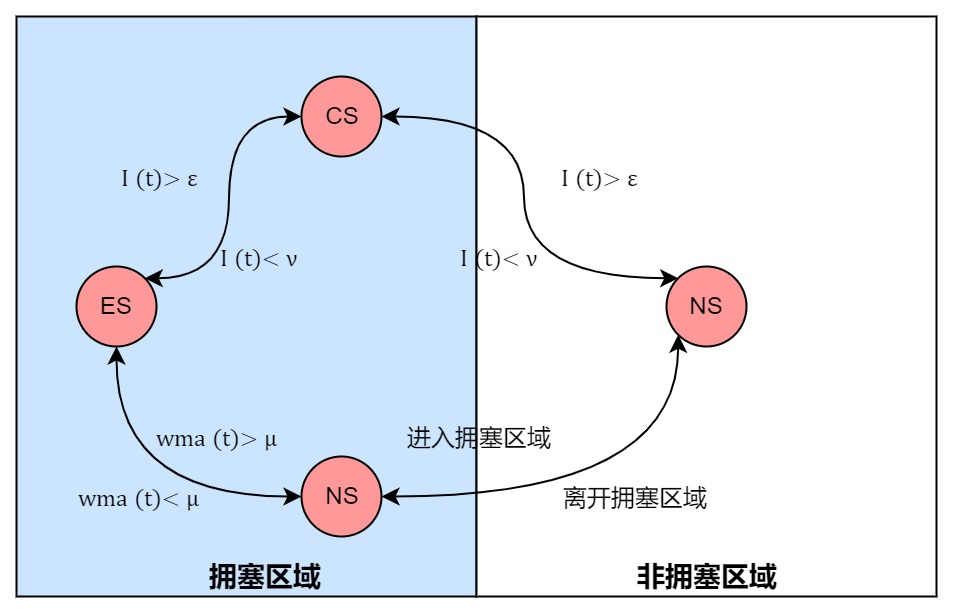 CS
I (t)> ε
I (t)> ε
I (t)< ν
I (t)< ν
ES
NS
wma (t)> μ
进入拥塞区域
wma (t)< μ
NS
离开拥塞区域
拥塞区域
非拥塞区域